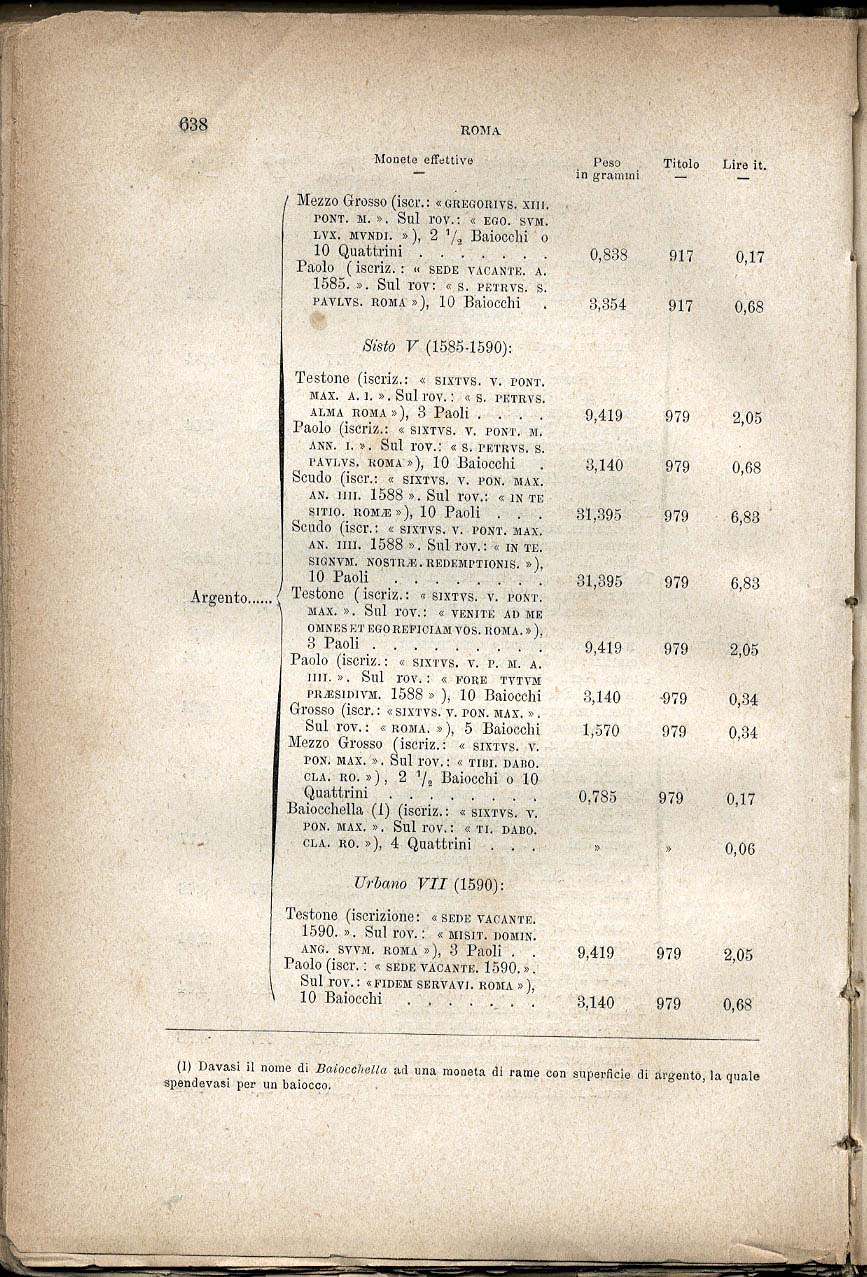 638
ROMA
Monete effettive Peso in grammi Titolo Lire it.
Mezzo Grosso (iscr.: « GREGORIVS. XIII.
PONT. M. ». Sul rov.: « EGO. SVM.
LVX. MVNDI. »), 2 1/2 Baiocchi o
10 Quattrini . . . . . . . 0,838 917 0,17
Paolo (iscriz.: « SEDE VACANTE. A.
1585. ». Sul rov: « S. PETRVS. S.
PAVLVS. ROMA »), 10 Baiocchi . 3,354 917 0,68
Sisto V (1585-1590):
Testone (iscriz.: « SIXTVS. V. PONT.
MAX. A. I. ». Sul rov.: « S. PETRVS.
ALMA ROMA »), 3 Paoli . . . . 9,419 979 2,05
Paolo (iscriz.: « SIXTVS. V. PONT. M.
ANN. I. ». Sul rov.: « S. PETRVS. S.
PAVLVS. ROMA »), 10 Baiocchi . 3,140 979 0,68
Scudo (iscr.: « SIXTVS. V. PON. MAX.
AN. IIII. 1588 ». Sul rov.: « IN TE
SITIO. ROMÆ »), 10 Paoli . . . 31,395 979 6,83
Scudo (iscr.: « SIXTVS. V. PONT. MAX.
AN. IIII. 1588 ». Sul rov.: « IN TE.
SIGNVM. NOSTRÆ. REDEMPTIONIS. »),
10 Paoli . . . . . . . . 31,395 979 6,83
Argento...... Testone (iscriz.: « SIXTVS. V. PONT.
MAX. ». Sul rov.: « VENITE AD ME
OMNES ET EGO REFICIAM VOS. ROMA. »),
3 Paoli . . . . . . . . . 9,419 979 2,05
Paolo (iscriz.: « SIXTVS. V. P. M. A.
IIII. ». Sul rov.: « FORE TVTVM
PRÆSIDIVM. 1588 » ), 10 Baiocchi 3,140 979 0,34
Grosso (iscr.: « SIXTVS. V. PON. MAX. ».
Sul rov.: « ROMA. »), 5 Baiocchi 1,570 979 0,34
Mezzo Grosso (iscriz.: « SIXTVS. V.
PON. MAX. ». Sul rov.: « TIBI. DABO.
CLA. RO. »), 2 1/2 Baiocchi o 10
Quattrini . . . . . . . . 0,785 979 0,17
Baiocchella (1) (iscriz.: « SIXTVS. V.
PON. MAX. ». Sul rov.: « TI. DABO.
CLA. RO. »), 4 Quattrini . . . » » 0,06
Urbano VII (1590):
Testone (iscrizione: « SEDE VACANTE.
1590. ». Sul rov.: « MISIT. DOMIN.
ANG. SVVM. ROMA »), 3 Paoli . . 9,419 979 2,05
Paolo (iscr.: « SEDE VACANTE. 1590. ».
Sul rov.: « FIDEM SERVAVI. ROMA »),
10 Baiocchi . . . . . . . 3,140 979 0,68
(1) Davasi il nome di Baiocchella ad una moneta di rame con superficie di argento, la quale
spendevasi per un baiocco.